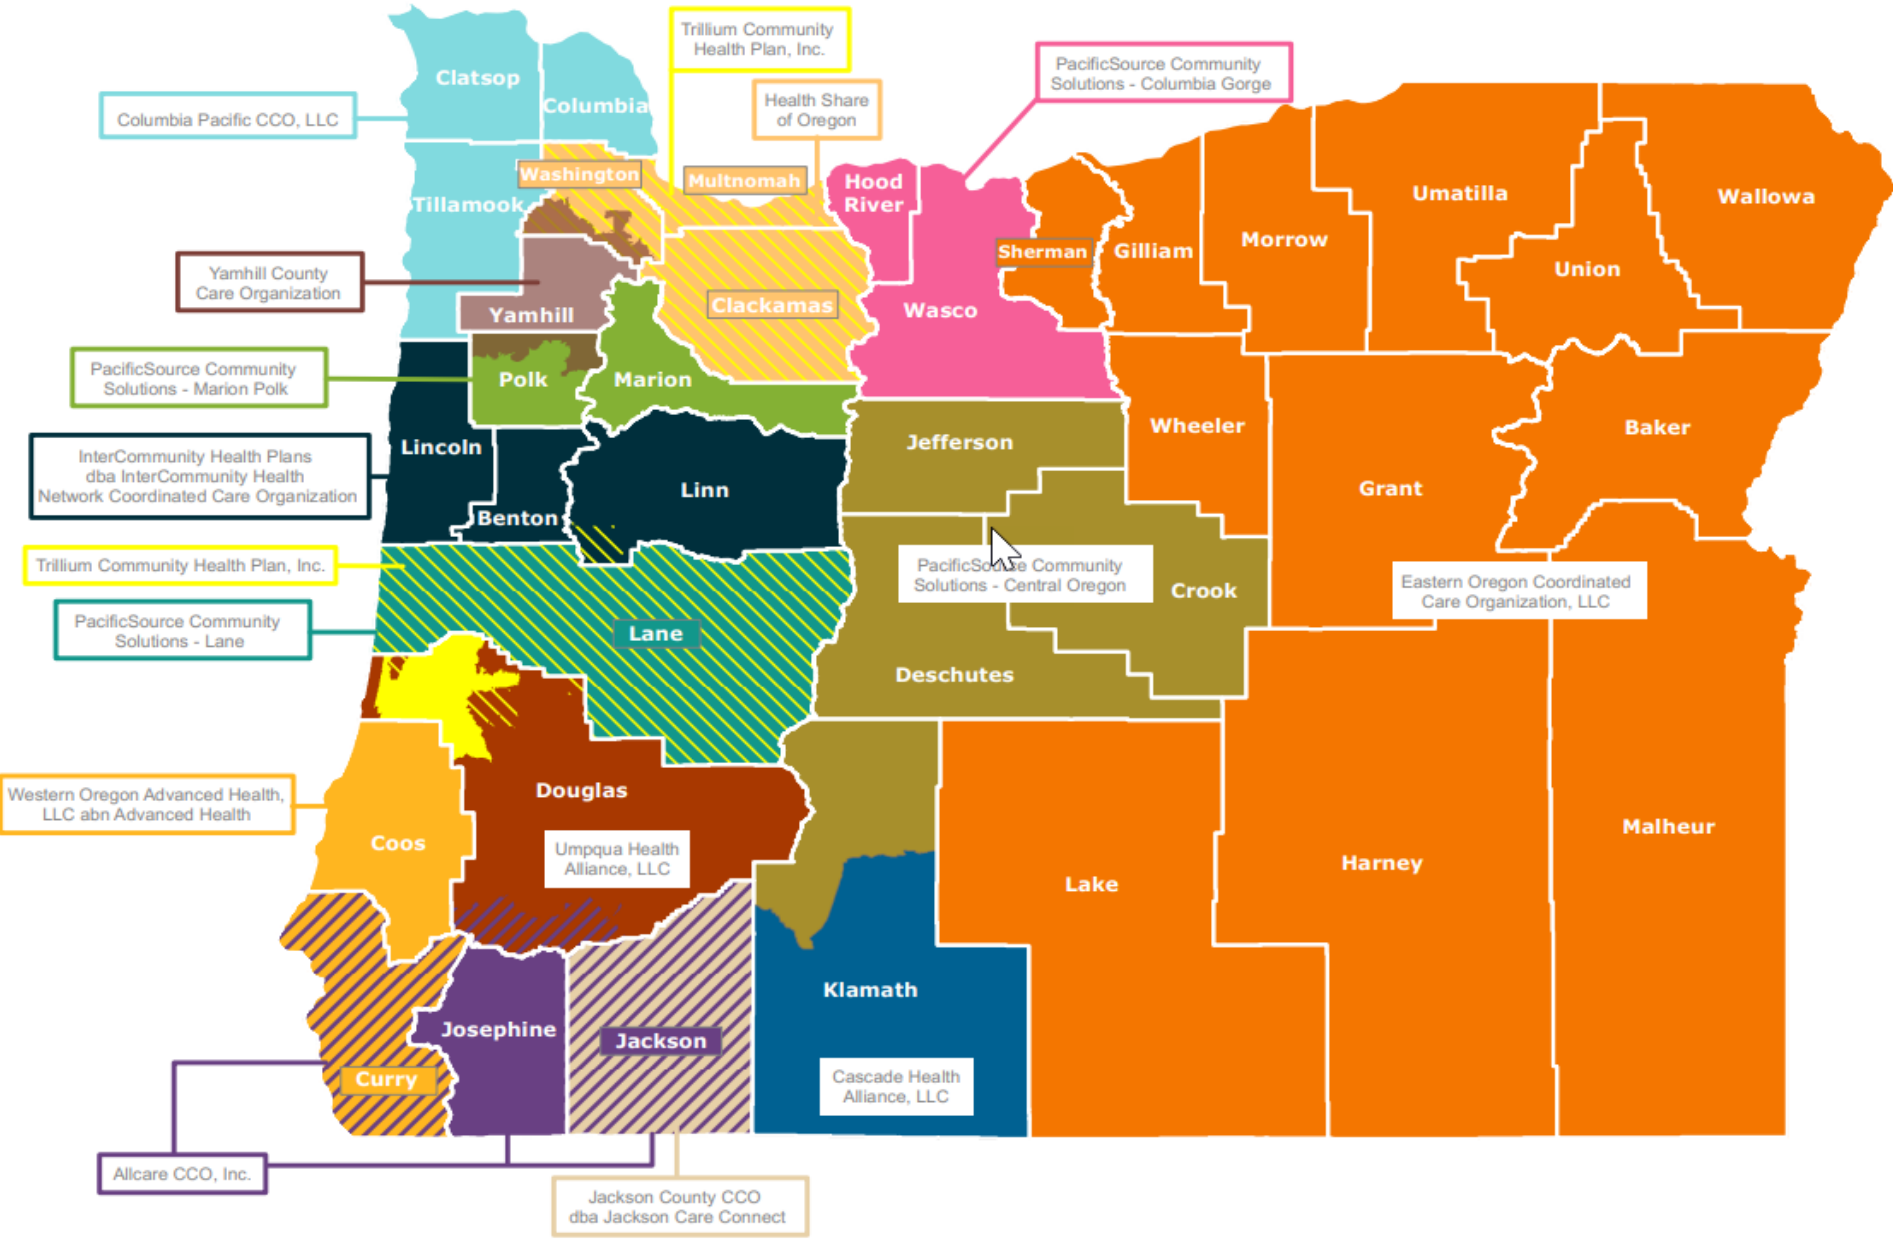 Trillium Community
Health Plan, Inc.
PacificSource Community
Solutions - Columbia Gorge
Clatsop
Columbia
Columbia Pacific CCO, LLC
Health Share
of Oregon
Washington
Multnomah
Hood
River
Umatilla
Wallowa
Tillamook
Sherman
Gilliam
Morrow
Union
Yamhill County
Care Organization
Yamhill
Clackamas
Wasco
PacificSource Community
Solutions - Marion Polk
Polk
Marion
Wheeler
Baker
Lincoln
Jefferson
InterCommunity Health Plans
dba InterCommunity Health
Network Coordinated Care Organization
Benton
Linn
Grant
Trillium Community Health Plan, Inc.
PacificSource Community
Solutions - Central Oregon
Crook
Eastern Oregon Coordinated
Care Organization, LLC
PacificSource Community
Solutions - Lane
Lane
Deschutes
Western Oregon Advanced Health,
LLC abn Advanced Health
Douglas
Coos
Umpqua Health
Alliance, LLC
Lake
Harney
Malheur
Klamath
Josephine
Jackson
Curry
Cascade Health
Alliance, LLC
Allcare CCO, Inc.
Jackson County CCO
dba Jackson Care Connect